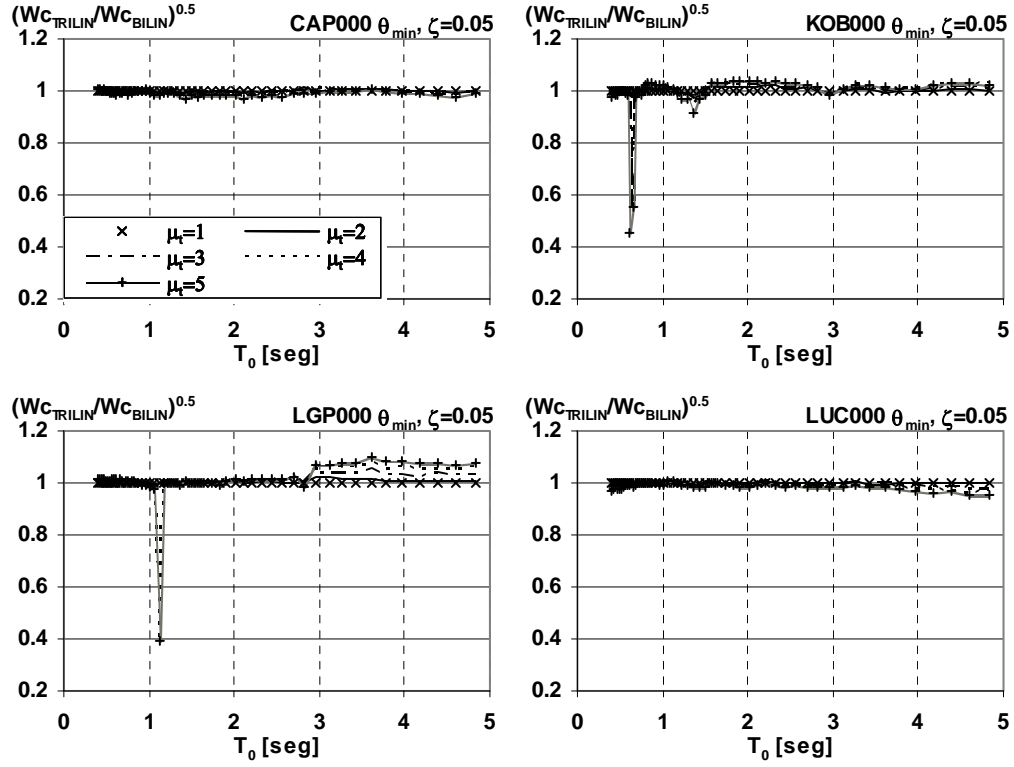 (Wc_TRILIN/Wc_BILIN)^0.5 CAP000 θ_min, ζ=0.05
1.2
1
0.8
0.6
0.4
0.2
μ_t=1 μ_t=2
μ_t=3 μ_t=4
μ_t=5
0 1 2 3 4 5
T_0 [seg]
(Wc_TRILIN/Wc_BILIN)^0.5 KOB000 θ_min, ζ=0.05
1.2
1
0.8
0.6
0.4
0.2
0 1 2 3 4 5
T_0 [seg]
(Wc_TRILIN/Wc_BILIN)^0.5 LGP000 θ_min, ζ=0.05
1.2
1
0.8
0.6
0.4
0.2
0 1 2 3 4 5
T_0 [seg]
(Wc_TRILIN/Wc_BILIN)^0.5 LUC000 θ_min, ζ=0.05
1.2
1
0.8
0.6
0.4
0.2
0 1 2 3 4 5
T_0 [seg]